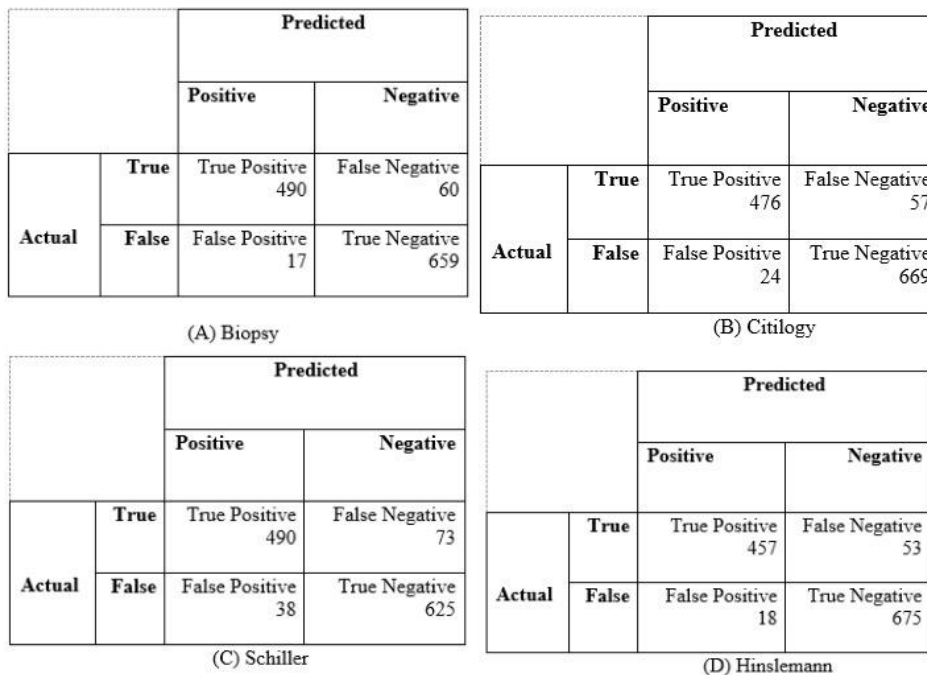 Predicted
Positive Negative
True True Positive False Negative
490 60
Actual False False Positive True Negative
17 659
(A) Biopsy
Predicted
Positive Negative
True True Positive False Negative
476 57
Actual False False Positive True Negative
24 669
(B) Citilogy
Predicted
Positive Negative
True True Positive False Negative
490 73
Actual False False Positive True Negative
38 625
(C) Schiller
Predicted
Positive Negative
True True Positive False Negative
457 53
Actual False False Positive True Negative
18 675
(D) Hinslemann